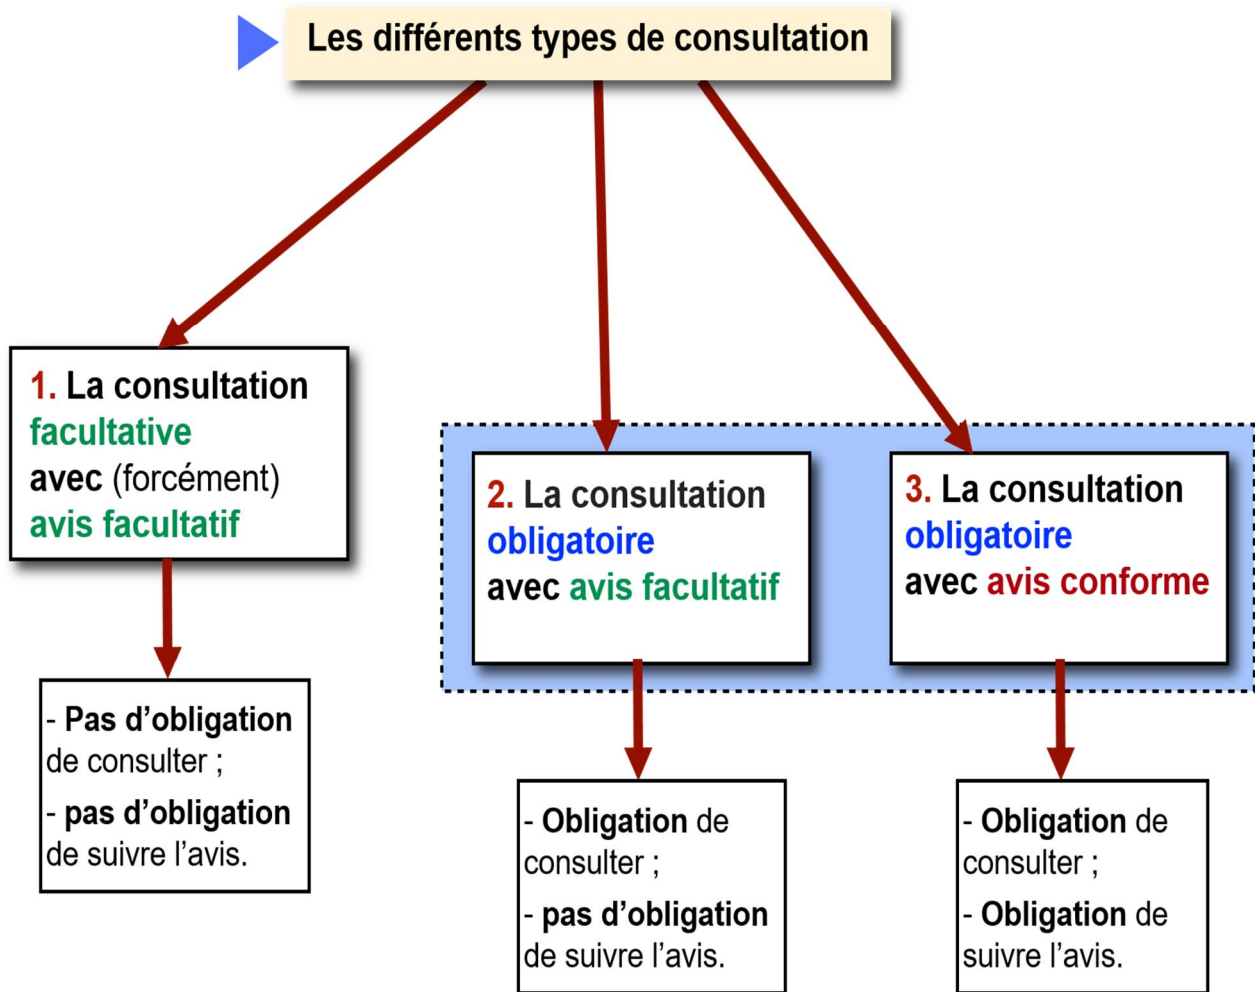 Les différents types de consultation
1. La consultation
facultative
avec (forcément)
avis facultatif
2. La consultation
obligatoire
avec avis facultatif
3. La consultation
obligatoire
avec avis conforme
- Pas d’obligation
de consulter ;
- pas d’obligation
de suivre l’avis.
- Obligation de
consulter ;
- pas d’obligation
de suivre l’avis.
- Obligation de
consulter ;
- Obligation de
suivre l’avis.